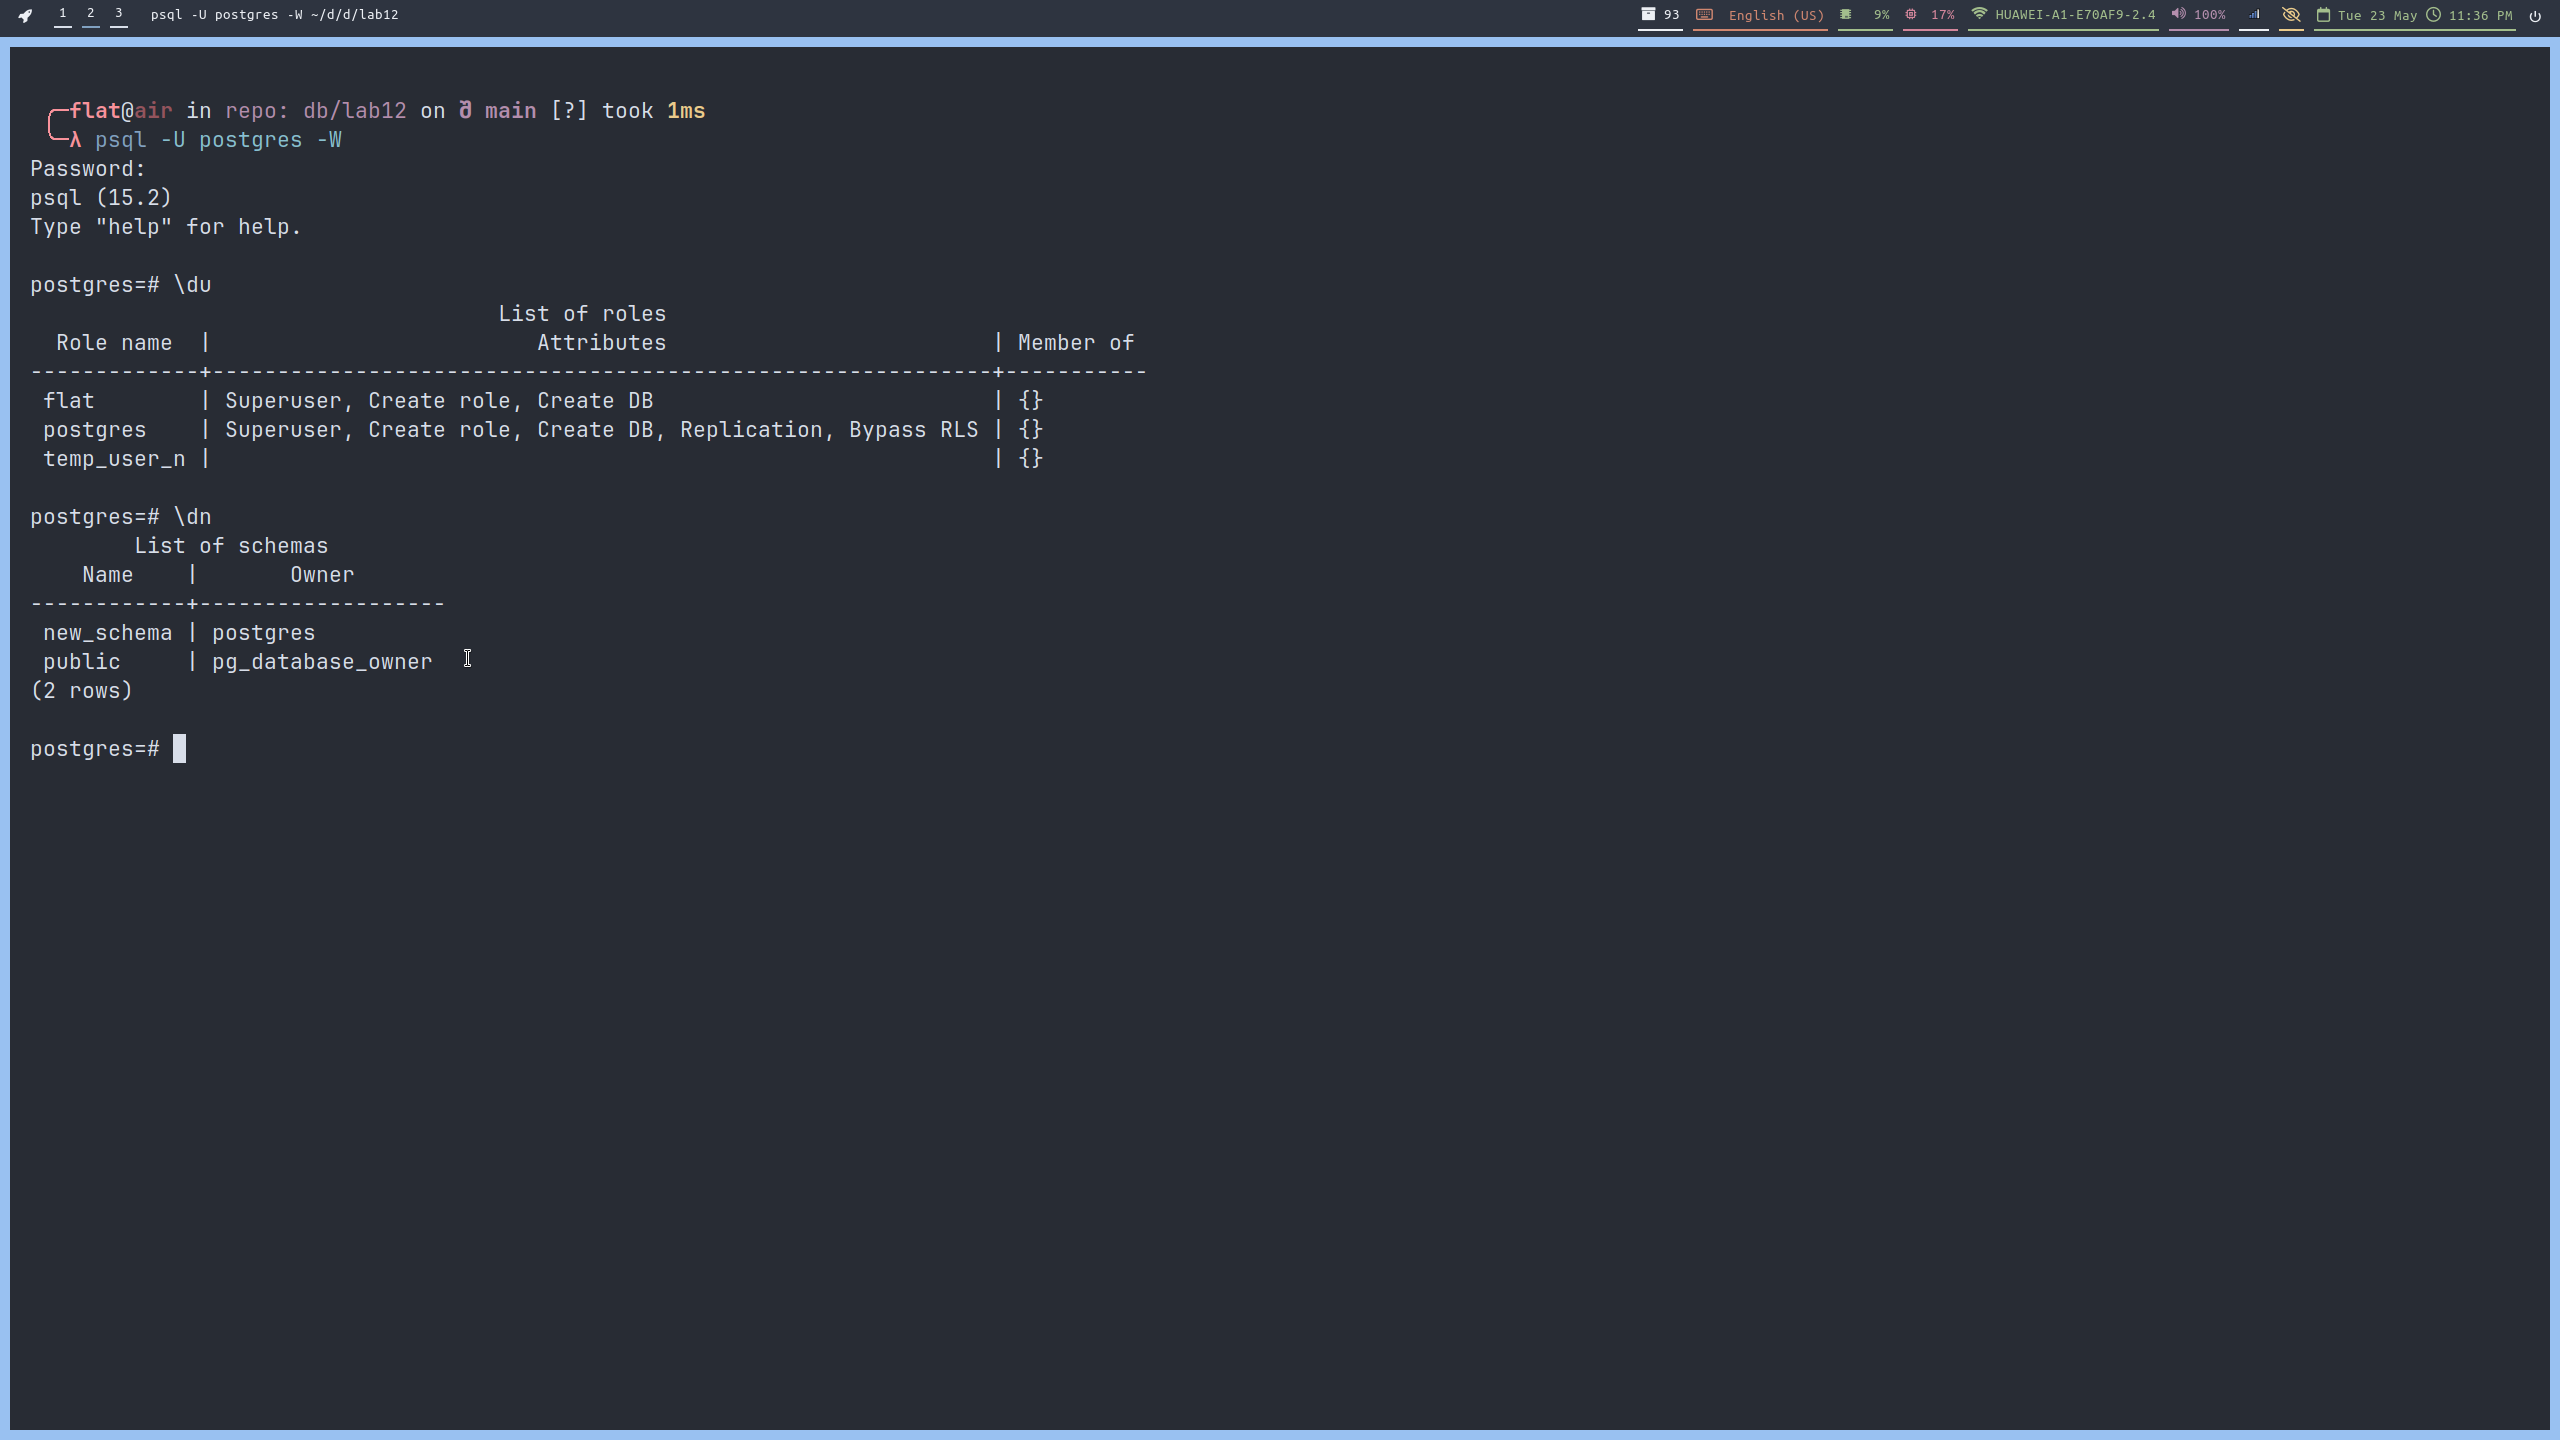 1 2 3 psql -U postgres -W ~/d/d/lab12 93 English (US) 9% 17% HUAWEI-A1-E70AF9-2.4 100% Tue 23 May 11:36 PM
flat@air in repo: db/lab12 on main [?] took 1ms
λ psql -U postgres -W
Password:
psql (15.2)
Type "help" for help.
postgres=# \du
List of roles
Role name | Attributes | Member of
-------------+------------------------------------------------------------+-----------
flat | Superuser, Create role, Create DB | {}
postgres | Superuser, Create role, Create DB, Replication, Bypass RLS | {}
temp_user_n | | {}
postgres=# \dn
List of schemas
Name | Owner
------------+-------------------
new_schema | postgres
public | pg_database_owner
(2 rows)
postgres=#